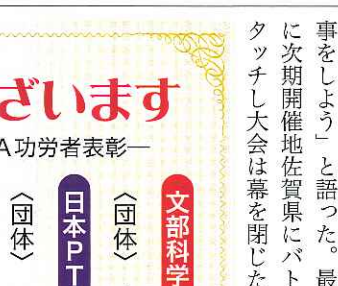 事をしよう」と語った。最
に次期開催地佐賀県にバト
タッチし大会は幕を閉じた
ざいます
A功労者表彰―
文部科学
〈団体〉
日本PT
〈団体〉